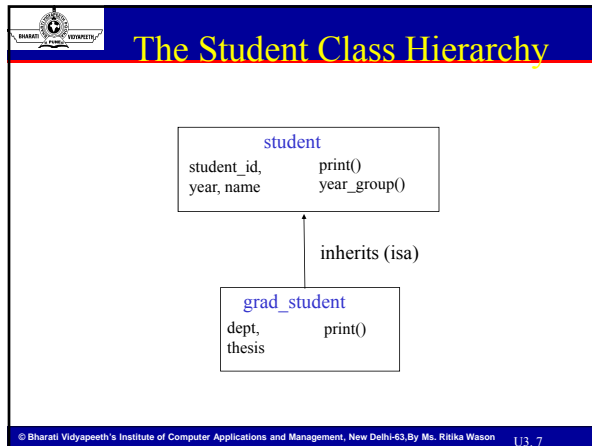 BHARATI VIDYAPEETH
PUNE
The Student Class Hierarchy
student
student_id,
year, name
print()
year_group()
inherits (isa)
grad_student
dept,
thesis
print()
© Bharati Vidyapeeth's Institute of Computer Applications and Management, New Delhi-63,By Ms. Ritika Wason
U3. 7